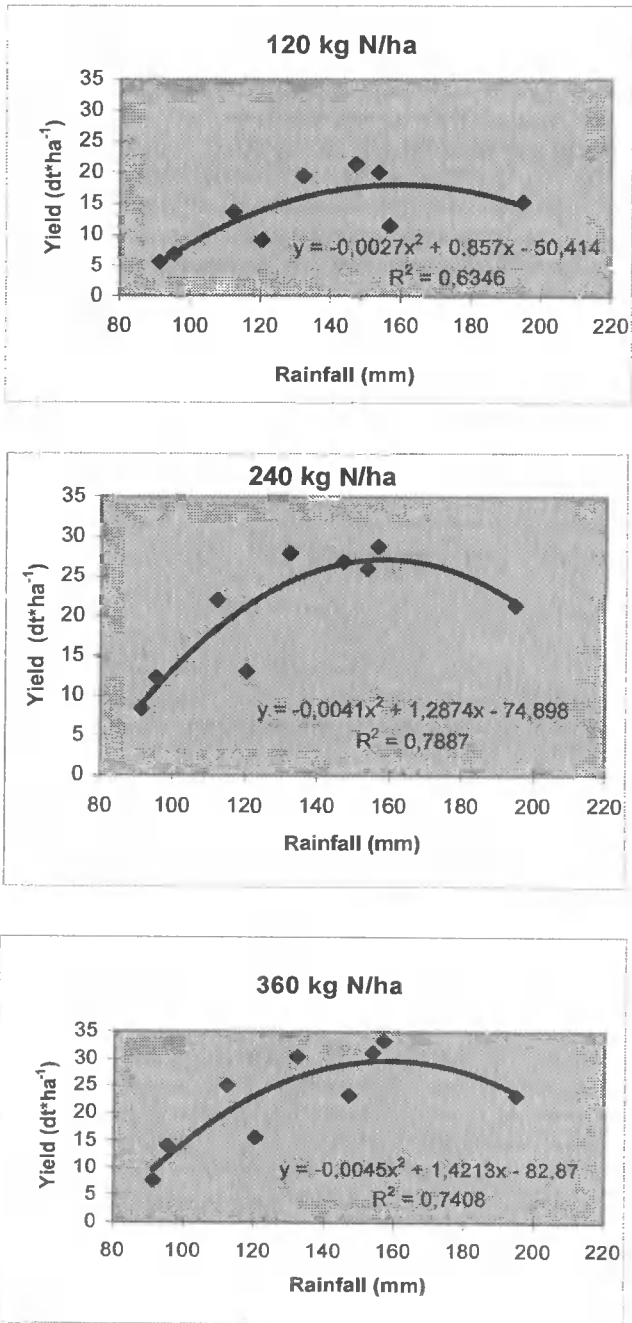 120 kg N/ha
35
30
25
20
15
10
5
0
Yield (dt*ha⁻¹)
y = -0,0027x² + 0,857x - 50,414
R² = 0,6346
80 100 120 140 160 180 200 220
Rainfall (mm)
240 kg N/ha
35
30
25
20
15
10
5
0
Yield (dt*ha⁻¹)
y = -0,0041x² + 1,2874x - 74,898
R² = 0,7887
80 100 120 140 160 180 200 220
Rainfall (mm)
360 kg N/ha
35
30
25
20
15
10
5
0
Yield (dt*ha⁻¹)
y = -0,0045x² + 1,4213x - 82,87
R² = 0,7408
80 100 120 140 160 180 200 220
Rainfall (mm)